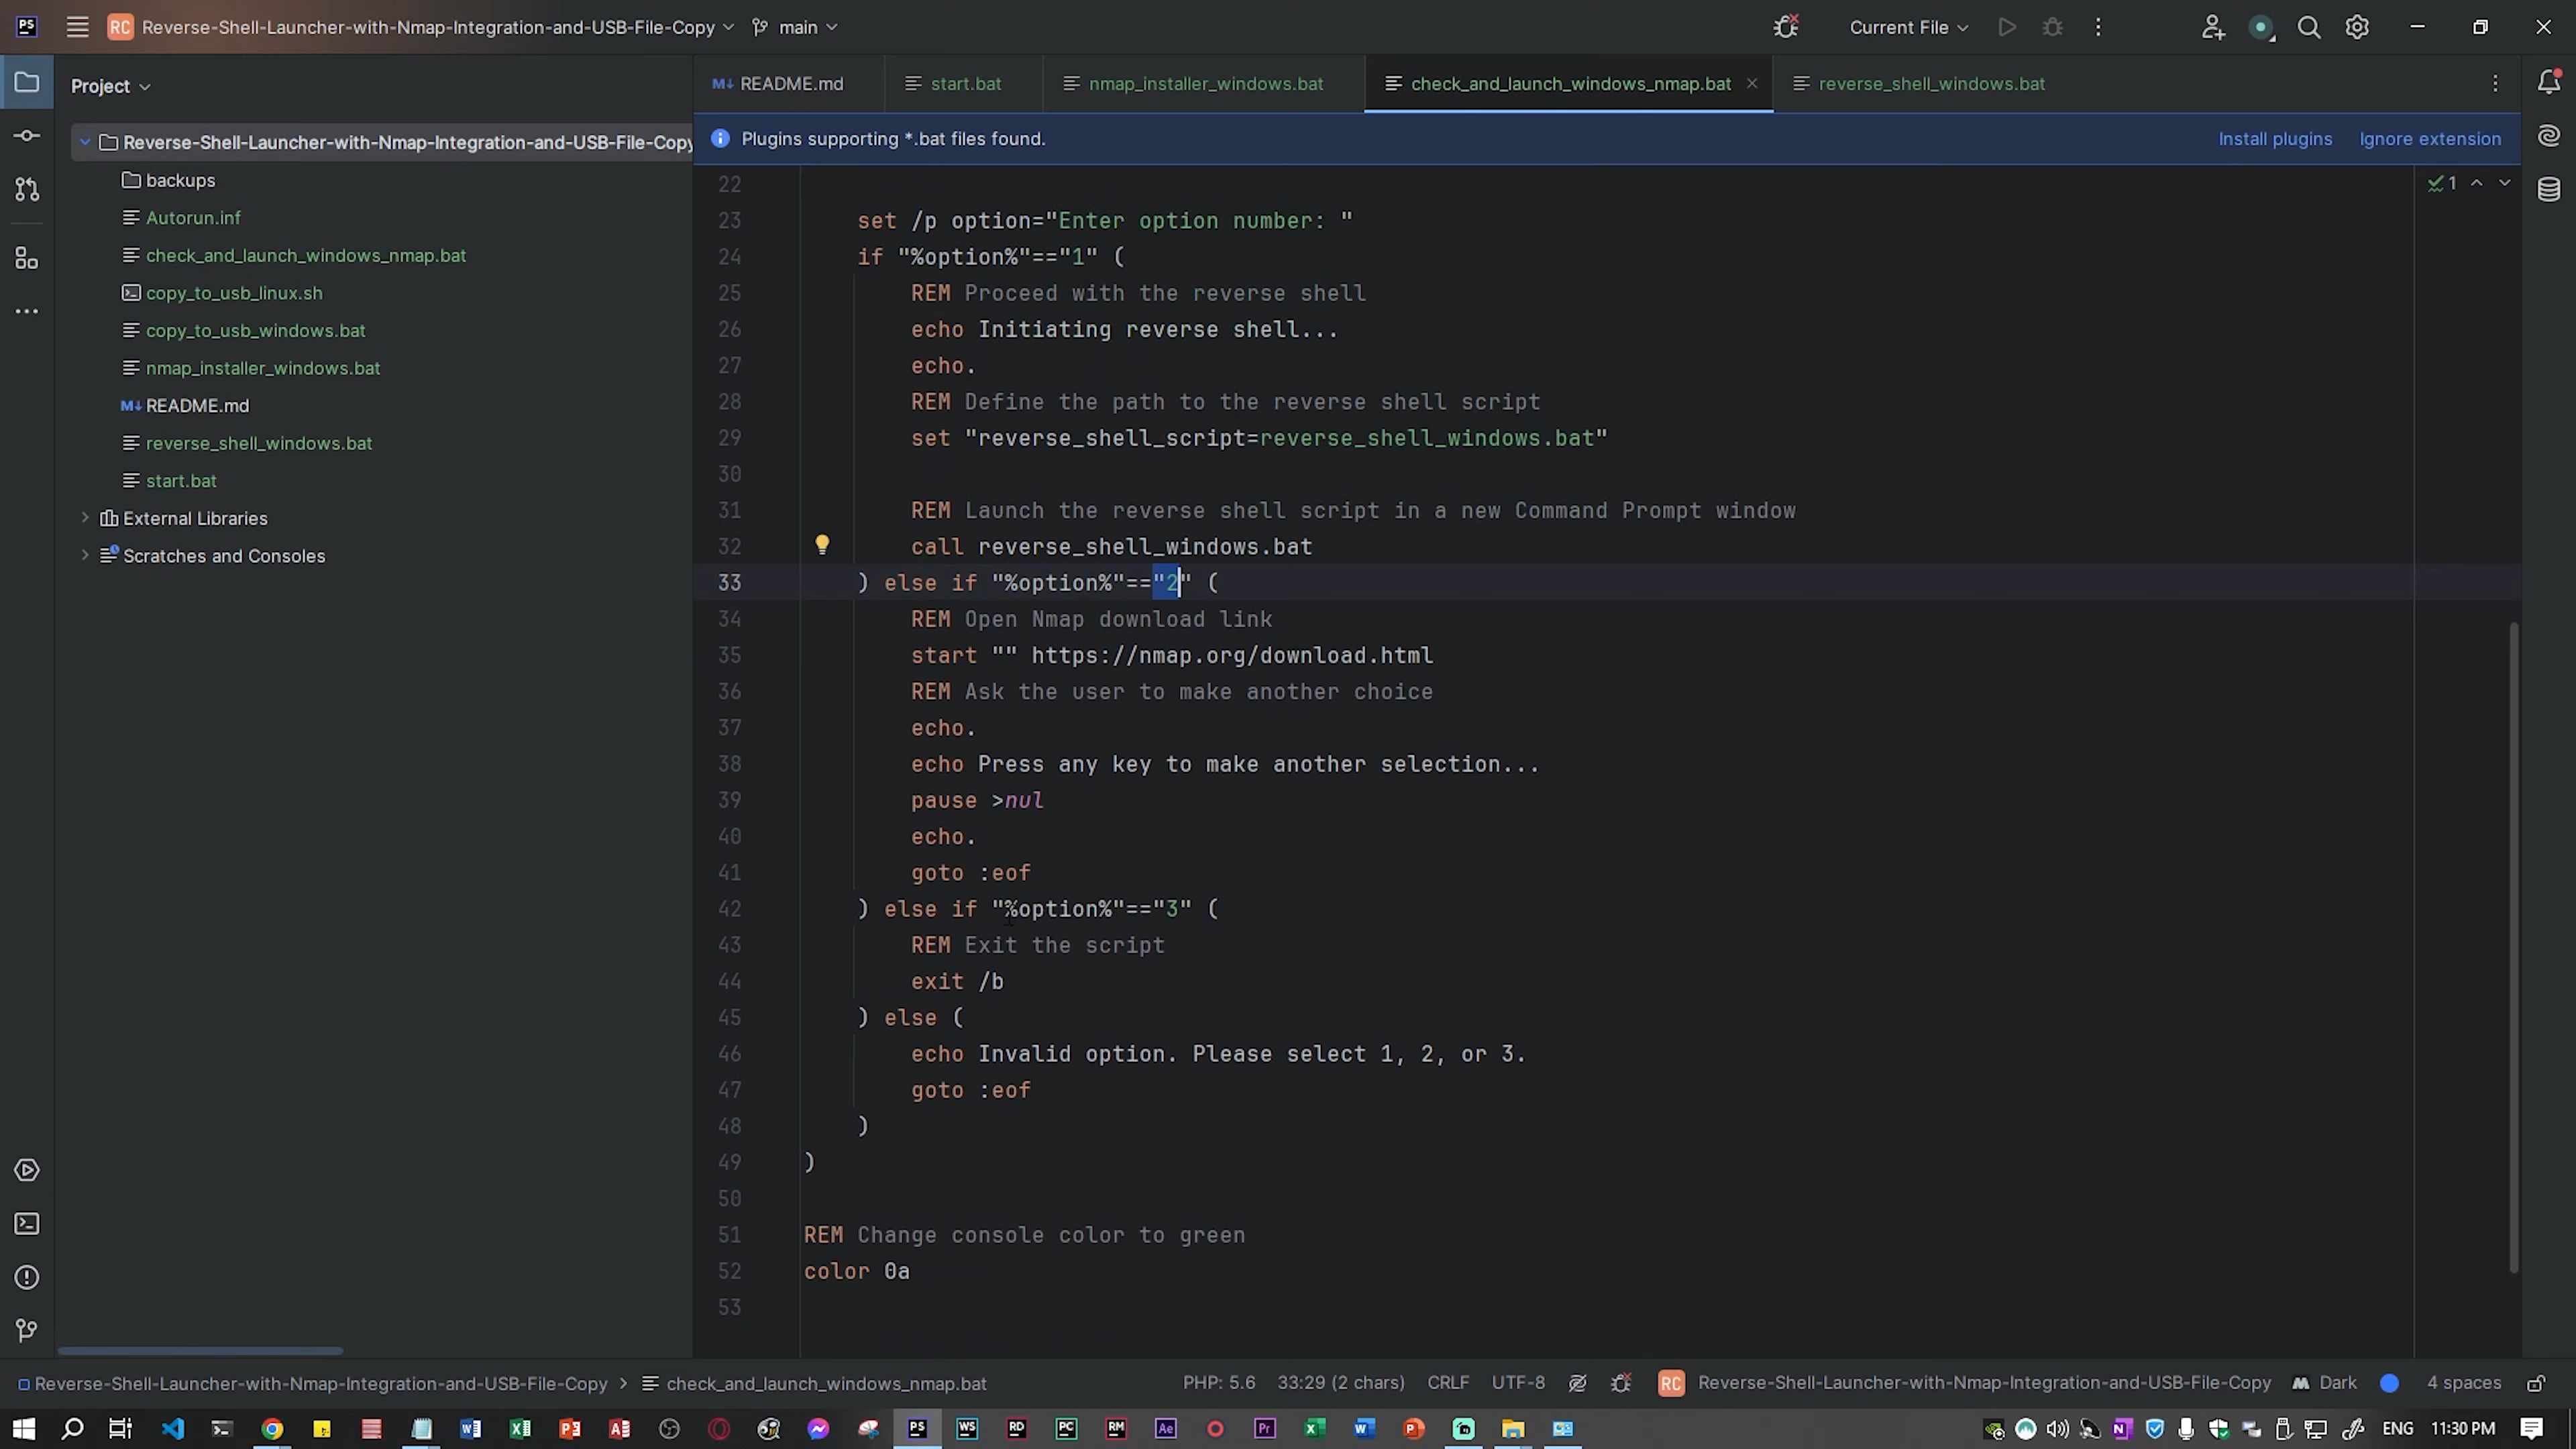 PS
RC Reverse-Shell-Launcher-with-Nmap-Integration-and-USB-File-Copy main Current File
Project
README.md start.bat nmap_installer_windows.bat check_and_launch_windows_nmap.bat reverse_shell_windows.bat
Plugins supporting *.bat files found. Install plugins Ignore extension
Reverse-Shell-Launcher-with-Nmap-Integration-and-USB-File-Copy
backups
Autorun.inf
check_and_launch_windows_nmap.bat
copy_to_usb_linux.sh
copy_to_usb_windows.bat
nmap_installer_windows.bat
M↓ README.md
reverse_shell_windows.bat
start.bat
External Libraries
Scratches and Consoles
1
22
23 set /p option="Enter option number: "
24 if "%option%"=="1" (
25 REM Proceed with the reverse shell
26 echo Initiating reverse shell...
27 echo.
28 REM Define the path to the reverse shell script
29 set "reverse_shell_script=reverse_shell_windows.bat"
30
31 REM Launch the reverse shell script in a new Command Prompt window
32 call reverse_shell_windows.bat
33 ) else if "%option%"=="2" (
34 REM Open Nmap download link
35 start "" https://nmap.org/download.html
36 REM Ask the user to make another choice
37 echo.
38 echo Press any key to make another selection...
39 pause >nul
40 echo.
41 goto :eof
42 ) else if "%option%"=="3" (
43 REM Exit the script
44 exit /b
45 ) else (
46 echo Invalid option. Please select 1, 2, or 3.
47 goto :eof
48 )
49 )
50
51 REM Change console color to green
52 color 0a
53
Reverse-Shell-Launcher-with-Nmap-Integration-and-USB-File-Copy > check_and_launch_windows_nmap.bat PHP: 5.6 33:29 (2 chars) CRLF UTF-8 RC Reverse-Shell-Launcher-with-Nmap-Integration-and-USB-File-Copy Dark 4 spaces
PS WS RD PC RM Ae Pr ENG 11:30 PM